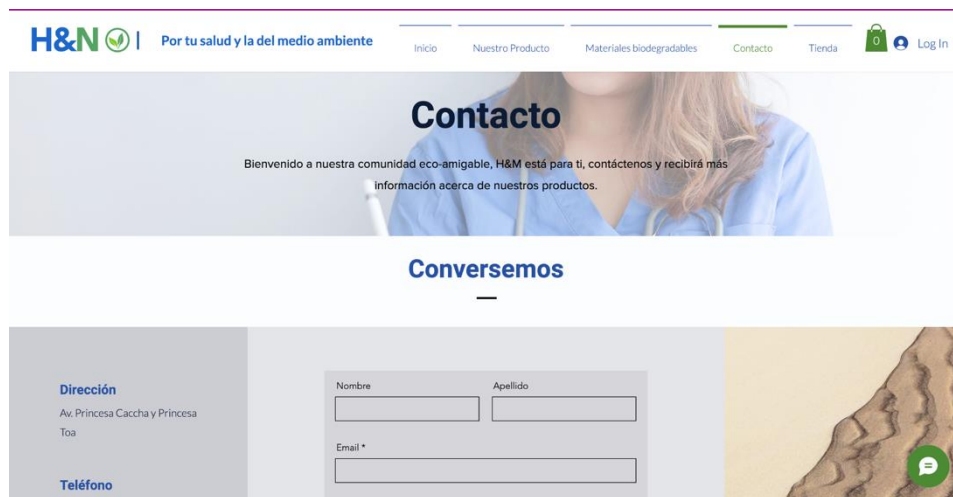 H&N | Por tu salud y la del medio ambiente
Inicio
Nuestro Producto
Materiales biodegradables
Contacto
Tienda
0
Log In
Contacto
Bienvenido a nuestra comunidad eco-amigable, H&M está para ti, contáctenos y recibirá más
información acerca de nuestros productos.
Conversemos
Dirección
Av. Princesa Caccha y Princesa
Toa
Teléfono
Nombre
Apellido
Email *